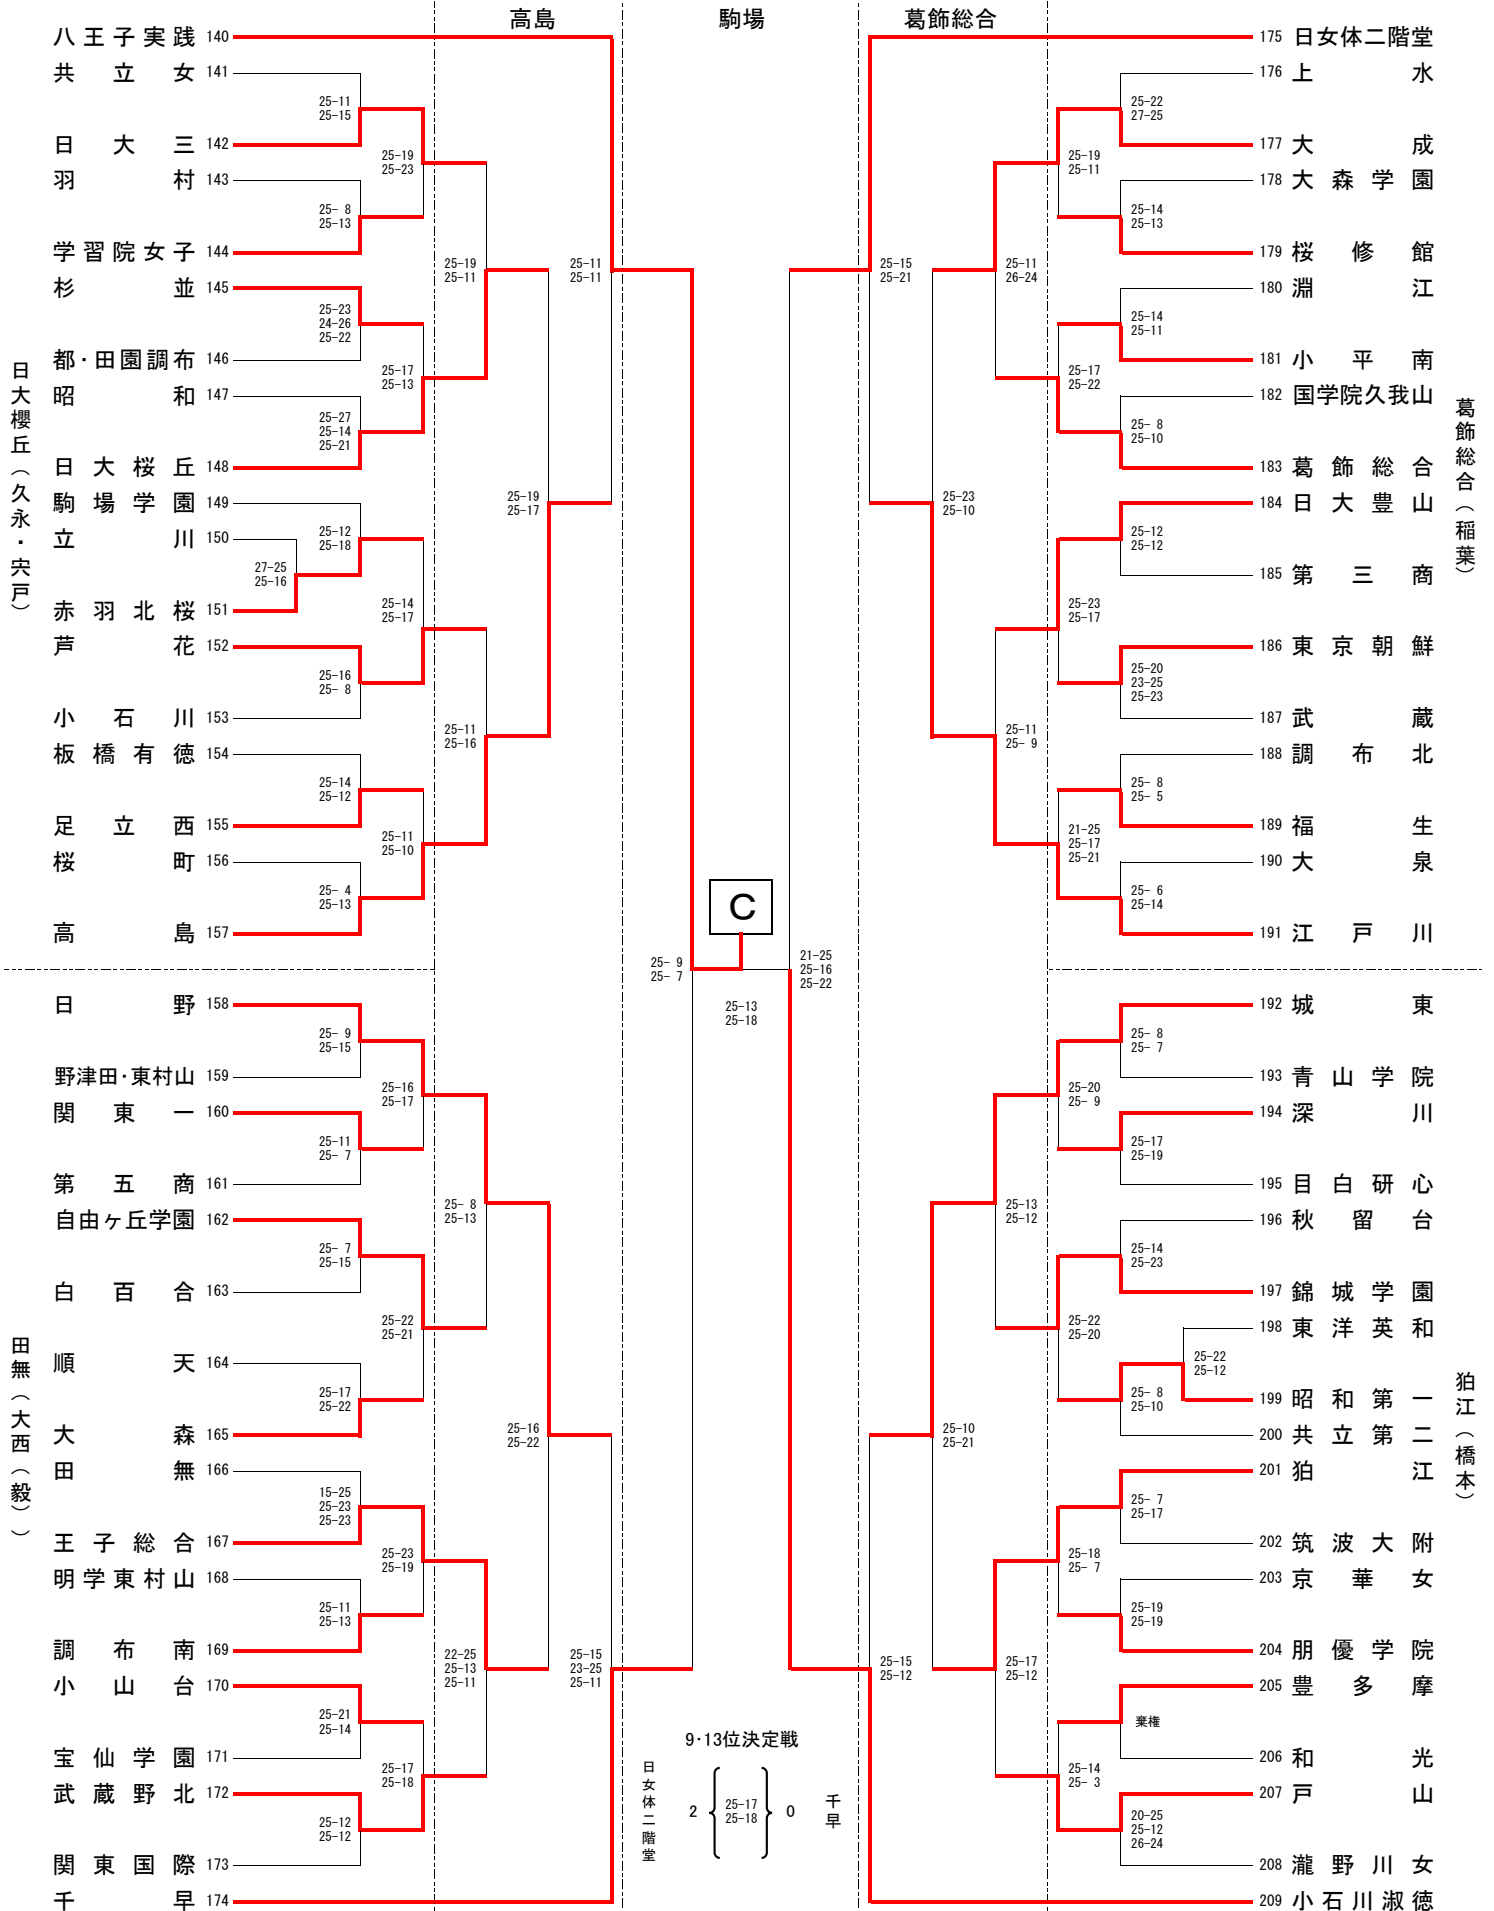 高島
駒場
葛飾総合
八王子実践 140
共立女 141
25-11
25-15
日大三 142
25-19
25-23
羽村 143
25- 8
25-13
学習院女子 144
25-19
25-11
25-11
25-11
杉並 145
25-23
24-26
25-22
都・田園調布 146
25-17
25-13
昭和 147
25-27
25-14
25-21
日大桜丘 148
駒場学園 149
25-19
25-17
立川 150
25-12
25-18
27-25
25-16
赤羽北桜 151
25-14
25-17
芦花 152
25-16
25- 8
小石川 153
25-11
25-16
板橋有徳 154
25-14
25-12
足立西 155
25-11
25-10
桜町 156
25- 4
25-13
高島 157
日大櫻丘（久永・宍戸）
日野 158
25- 9
25-15
野津田・東村山 159
25-16
25-17
関東一 160
25-11
25- 7
第五商 161
25- 8
25-13
自由ヶ丘学園 162
25- 7
25-15
白百合 163
25-22
25-21
順天 164
25-17
25-22
大森 165
25-16
25-22
田無 166
15-25
25-23
25-23
王子総合 167
25-23
25-19
明学東村山 168
25-11
25-13
調布南 169
22-25
25-13
25-11
25-15
23-25
25-11
小山台 170
25-21
25-14
宝仙学園 171
25-17
25-18
武蔵野北 172
25-12
25-12
関東国際 173
千早 174
田無（大西（毅））
C
25- 9
25- 7
21-25
25-16
25-22
25-13
25-18
9・13位決定戦
日女体二階堂
2
25-17
25-18
0
千早
175 日女体二階堂
176 上水
25-22
27-25
177 大成
25-19
25-11
178 大森学園
25-14
25-13
179 桜修館
25-15
25-21
25-11
26-24
180 淵江
25-14
25-11
181 小平南
25-17
25-22
182 国学院久我山
25- 8
25-10
183 葛飾総合
184 日大豊山
25-23
25-10
25-12
25-12
185 第三商
25-23
25-17
186 東京朝鮮
25-20
23-25
25-23
187 武蔵
25-11
25- 9
188 調布北
25- 8
25- 5
189 福生
21-25
25-17
25-21
190 大泉
25- 6
25-14
191 江戸川
葛飾総合（稲葉）
192 城東
25- 8
25- 7
193 青山学院
25-20
25- 9
194 深川
25-17
25-19
195 目白研心
25-13
25-12
196 秋留台
25-14
25-23
197 錦城学園
25-22
25-20
198 東洋英和
25-22
25-12
199 昭和第一
25- 8
25-10
200 共立第二
25-10
25-21
201 狛江
25- 7
25-17
202 筑波大附
25-18
25- 7
203 京華女
25-19
25-19
204 朋優学院
25-15
25-12
25-17
25-12
205 豊多摩
棄権
206 和光
25-14
25- 3
207 戸山
20-25
25-12
26-24
208 瀧野川女
209 小石川淑徳
狛江（橋本）